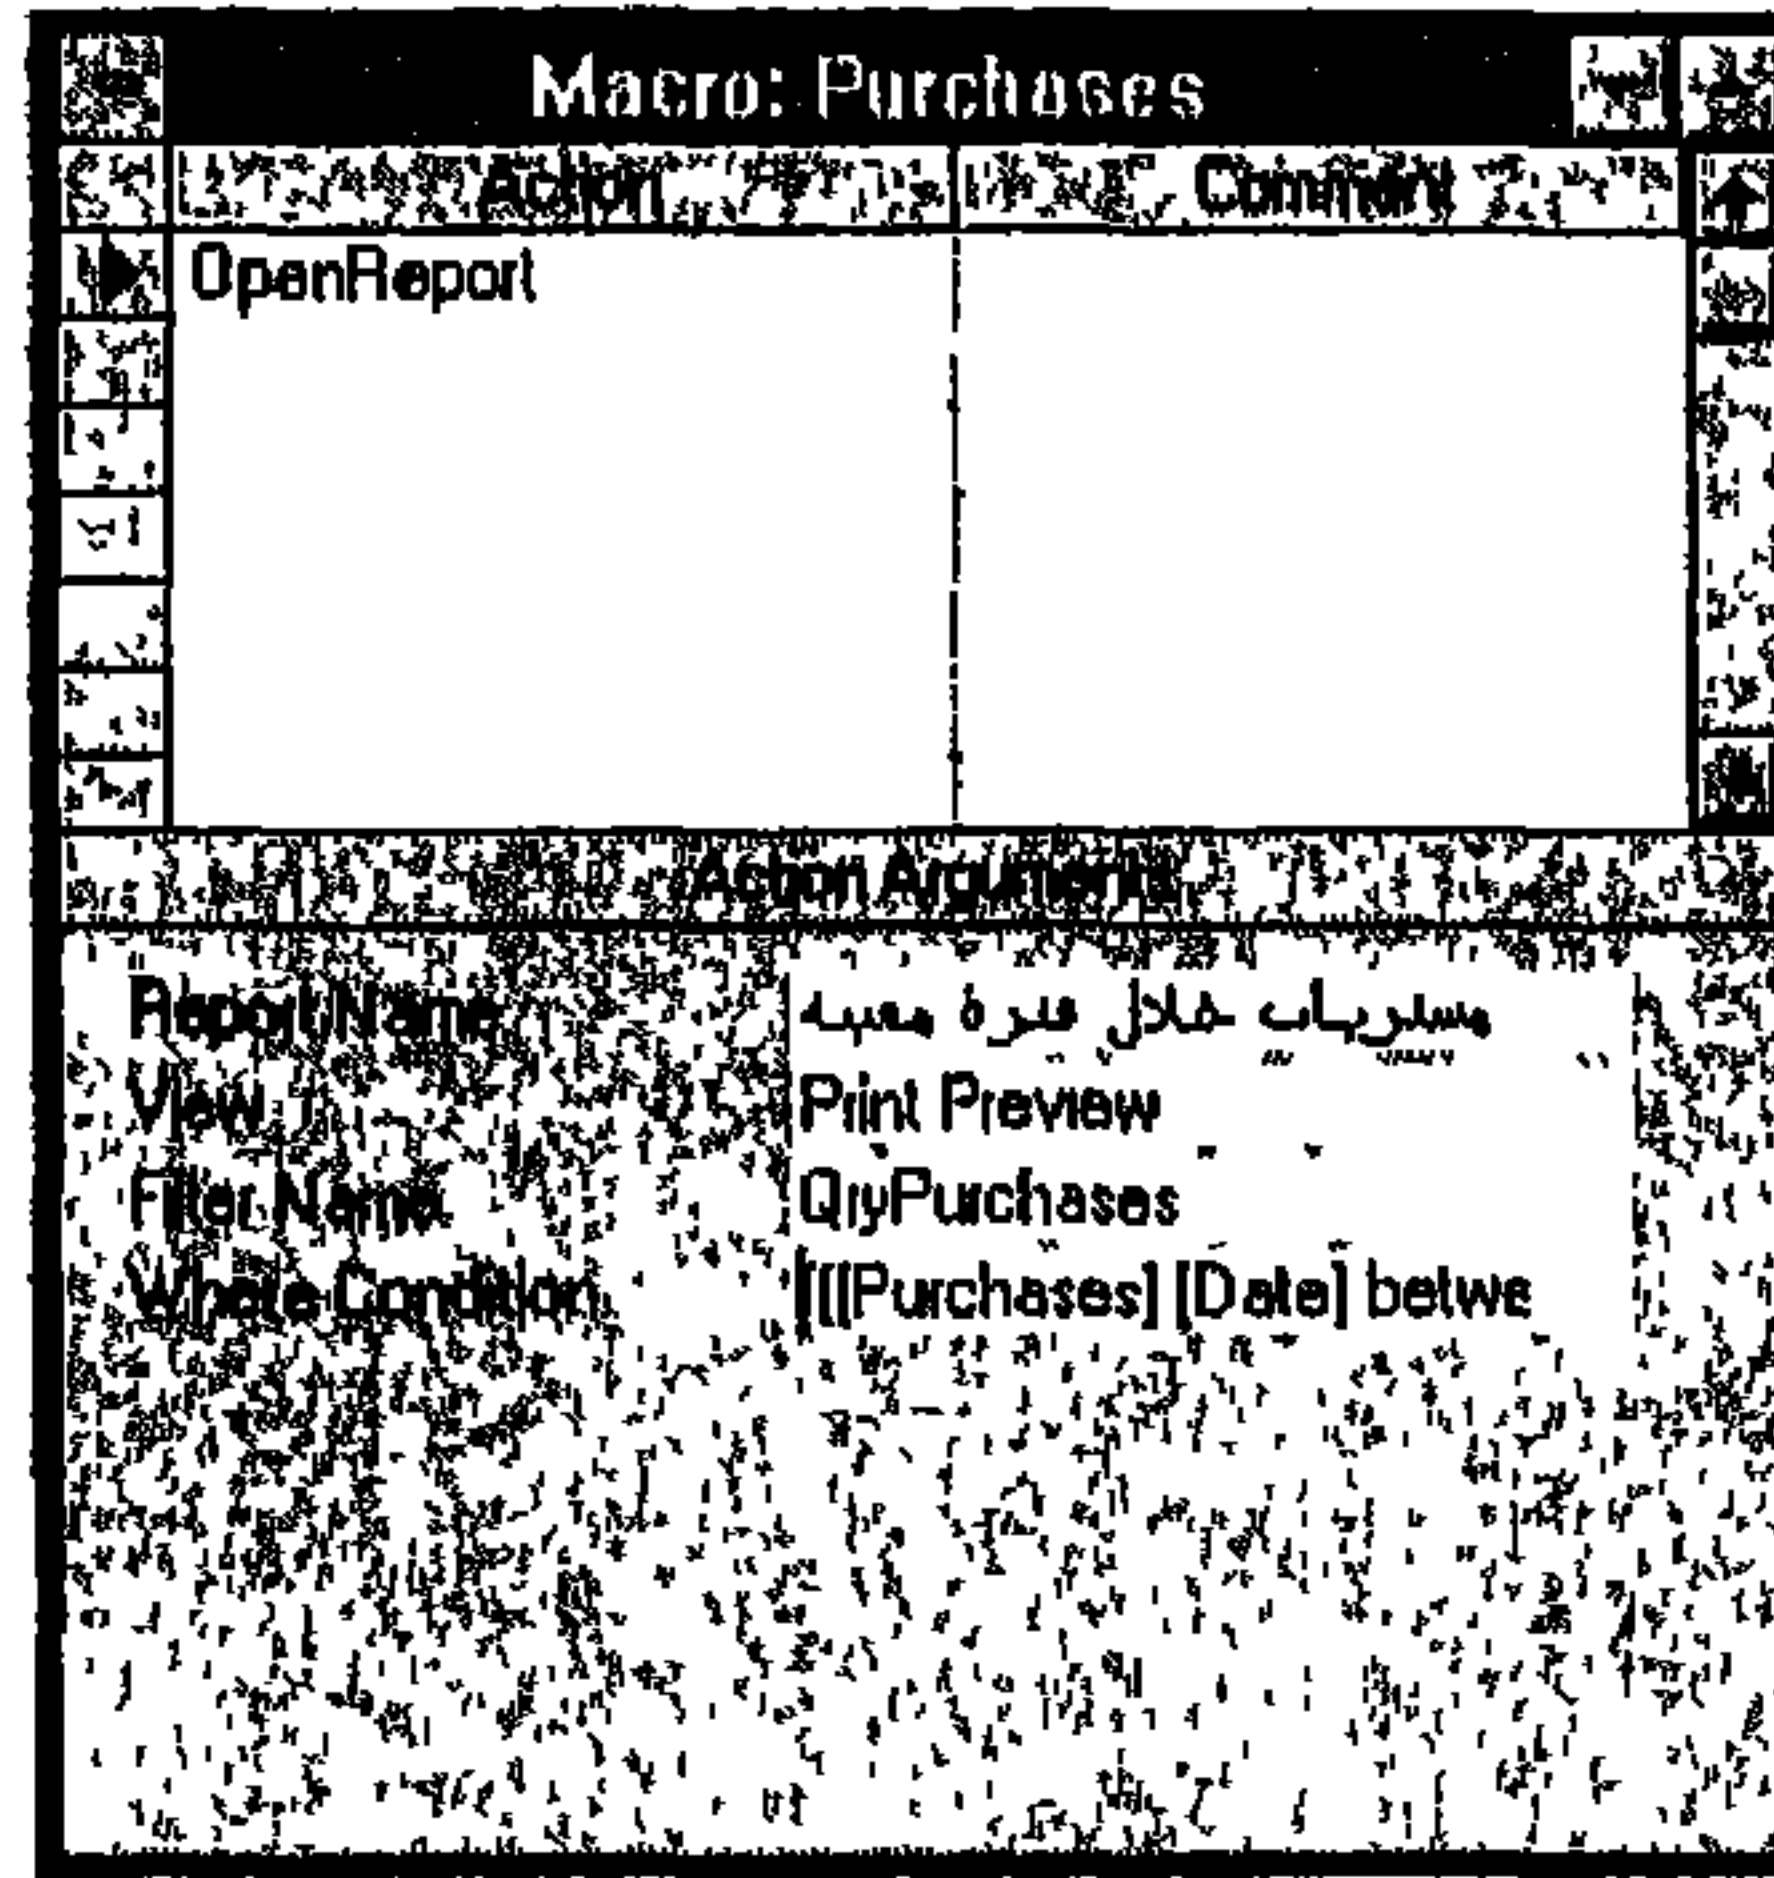 Macro: Purchases
Action Comment
OpenReport
Action Arguments
Report Name مشتريات خلال فترة معينه
View Print Preview
Filter Name QryPurchases
Where Condition [[[Purchases] [Date] betwe